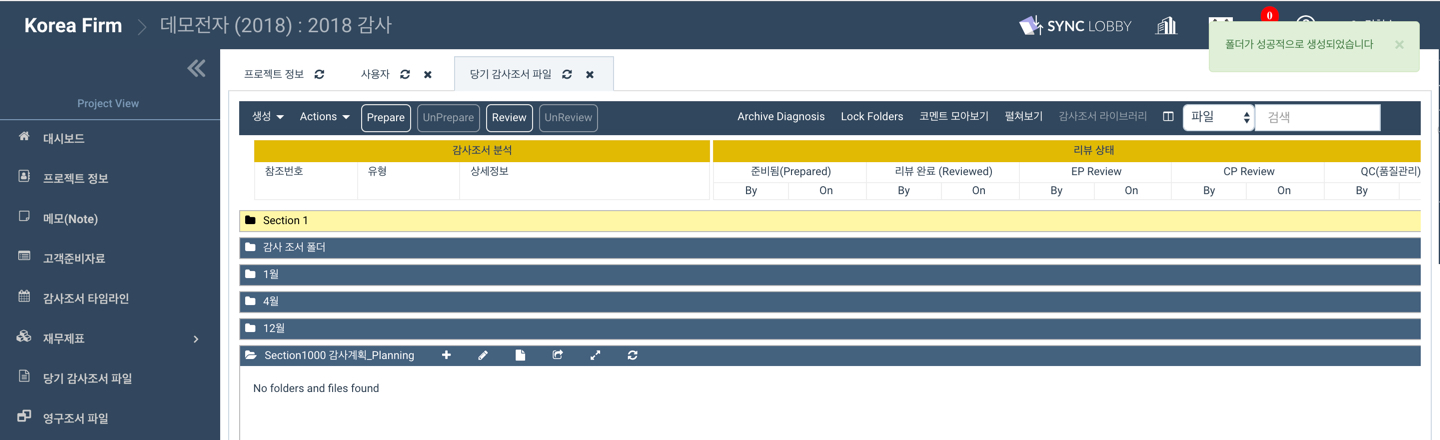 Korea Firm 데모전자 (2018) : 2018 감사 SYNC LOBBY 0
폴더가 성공적으로 생성되었습니다 ×
Project View
대시보드
프로젝트 정보
메모(Note)
고객준비자료
감사조서 타임라인
재무제표
당기 감사조서 파일
영구조서 파일
프로젝트 정보 사용자 당기 감사조서 파일
생성 Actions Prepare UnPrepare Review UnReview Archive Diagnosis Lock Folders 코멘트 모아보기 펼쳐보기 감사조서 라이브러리 파일 검색
감사조서 분석 리뷰 상태
참조번호 유형 상세정보 준비됨(Prepared) 리뷰 완료 (Reviewed) EP Review CP Review QC(품질관리)
By On By On By On By On By
Section 1
감사 조서 폴더
1월
4월
12월
Section1000 감사계획_Planning
No folders and files found